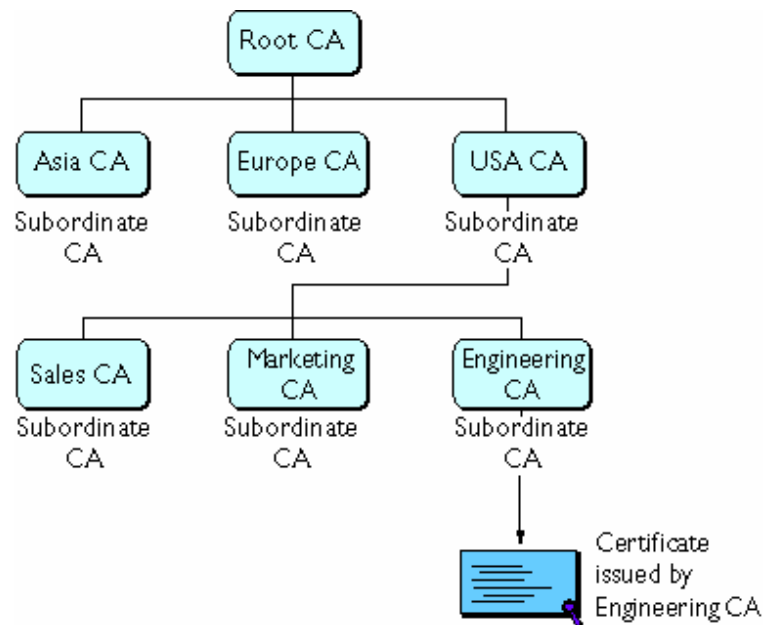 Root CA
Asia CA
Europe CA
USA CA
Subordinate
CA
Subordinate
CA
Subordinate
CA
Sales CA
Marketing
CA
Engineering
CA
Subordinate
CA
Subordinate
CA
Subordinate
CA
Certificate
issued by
Engineering CA